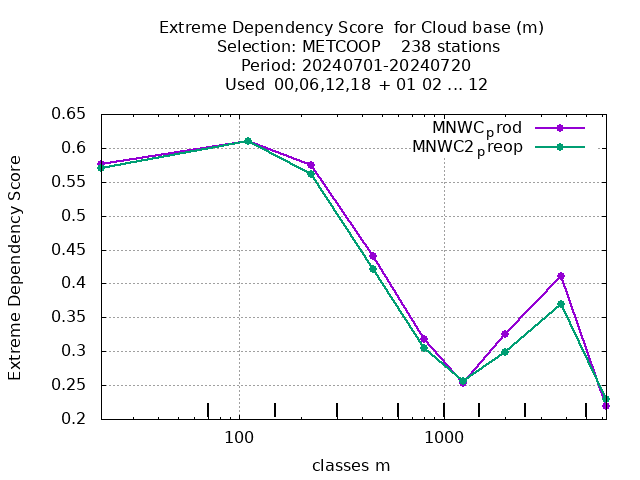 Extreme Dependency Score  for Cloud base (m)
Selection: METCOOP    238 stations
Period: 20240701-20240720
Used  00,06,12,18 + 01 02 ... 12
MNWCprod
MNWC2preop
Extreme Dependency Score
0.65
0.6
0.55
0.5
0.45
0.4
0.35
0.3
0.25
0.2
100 1000
classes m